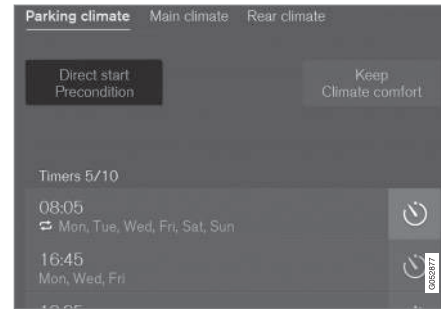 Parking climate Main climate Rear climate
Direct start
Precondition
Keep
Climate comfort
Timers 5/10
08:05
Mon, Tue, Wed, Fri, Sat, Sun
16:45
Mon, Wed, Fri
G052877